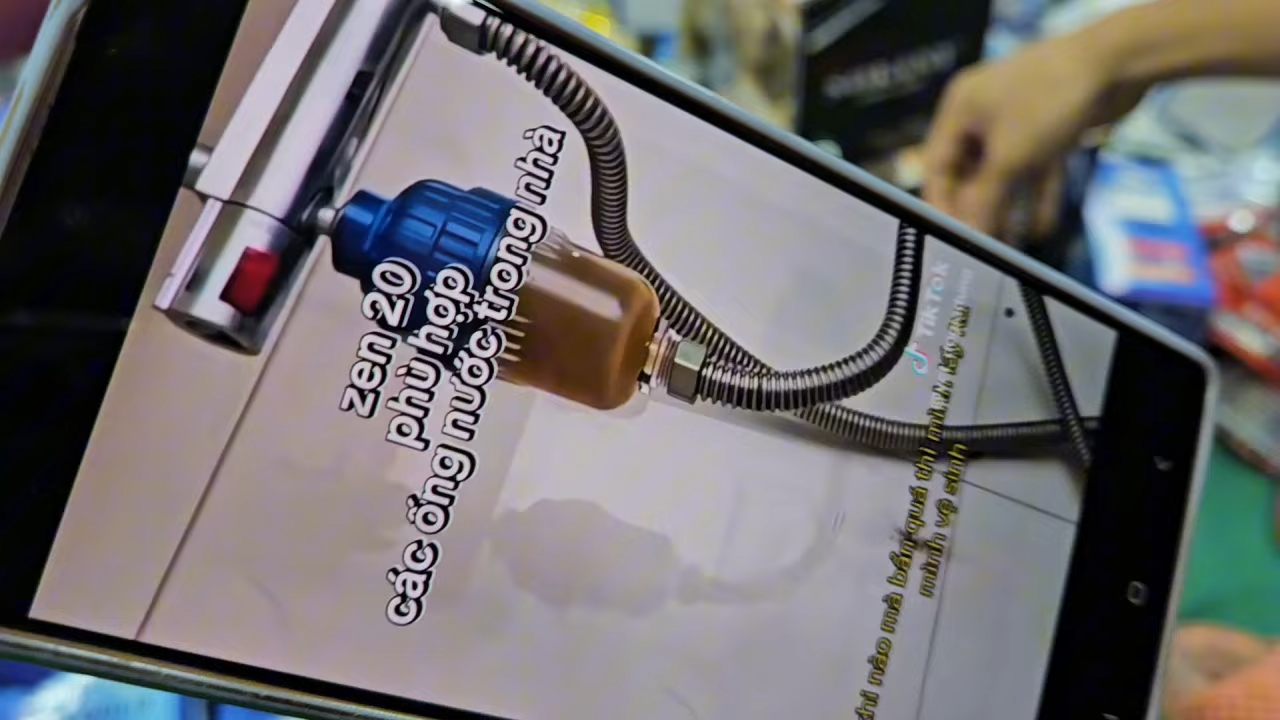 zen 20
phù hợp
các ống nước trong nhà
TikTok
khi nào mà bẩn quá thì mình lấy ra
mình vệ sinh